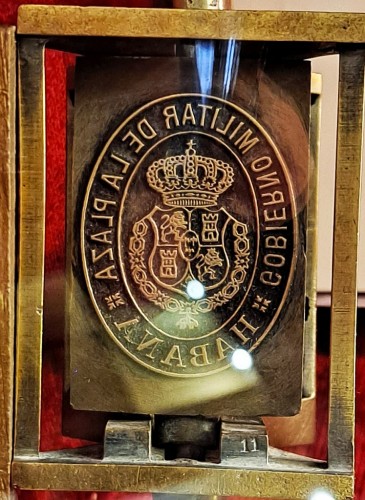 GOBIERNO MILITAR DE LA PLAZA
HABANA
11